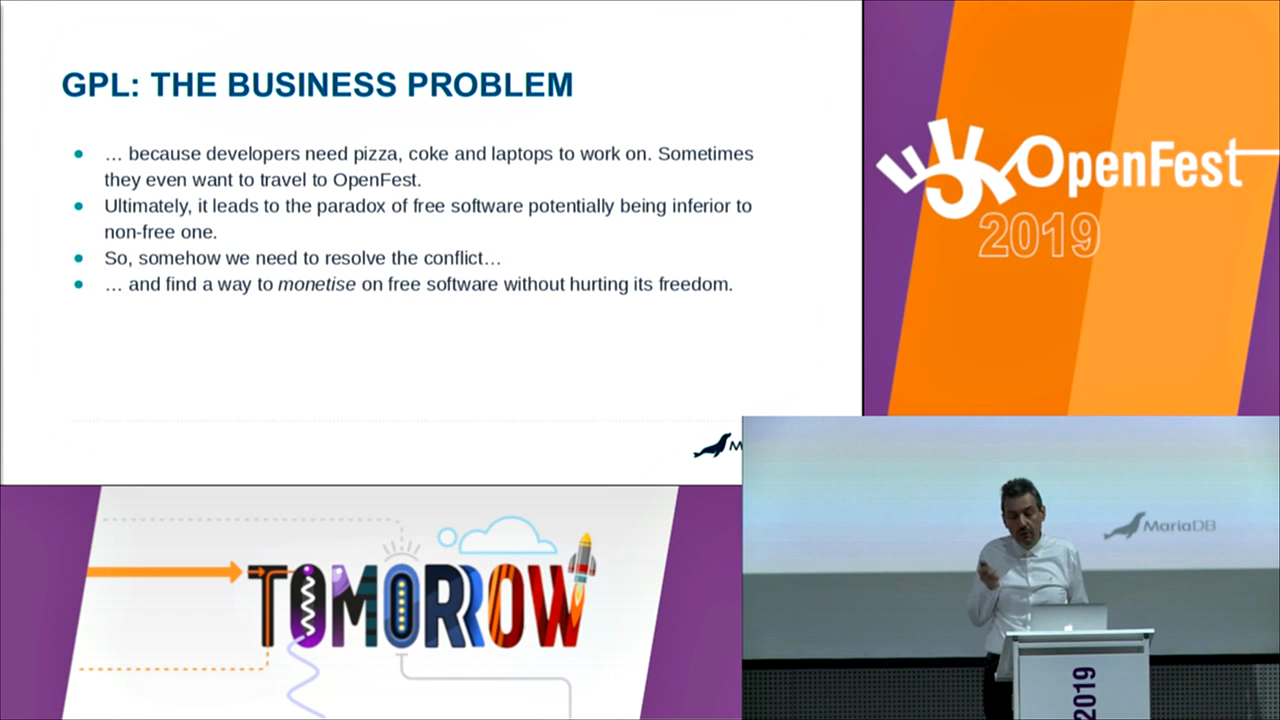 GPL: THE BUSINESS PROBLEM
… because developers need pizza, coke and laptops to work on. Sometimes
they even want to travel to OpenFest.
Ultimately, it leads to the paradox of free software potentially being inferior to
non-free one.
So, somehow we need to resolve the conflict…
… and find a way to monetise on free software without hurting its freedom.
M
OpenFest
2019
TOMORROW
MariaDB
2019